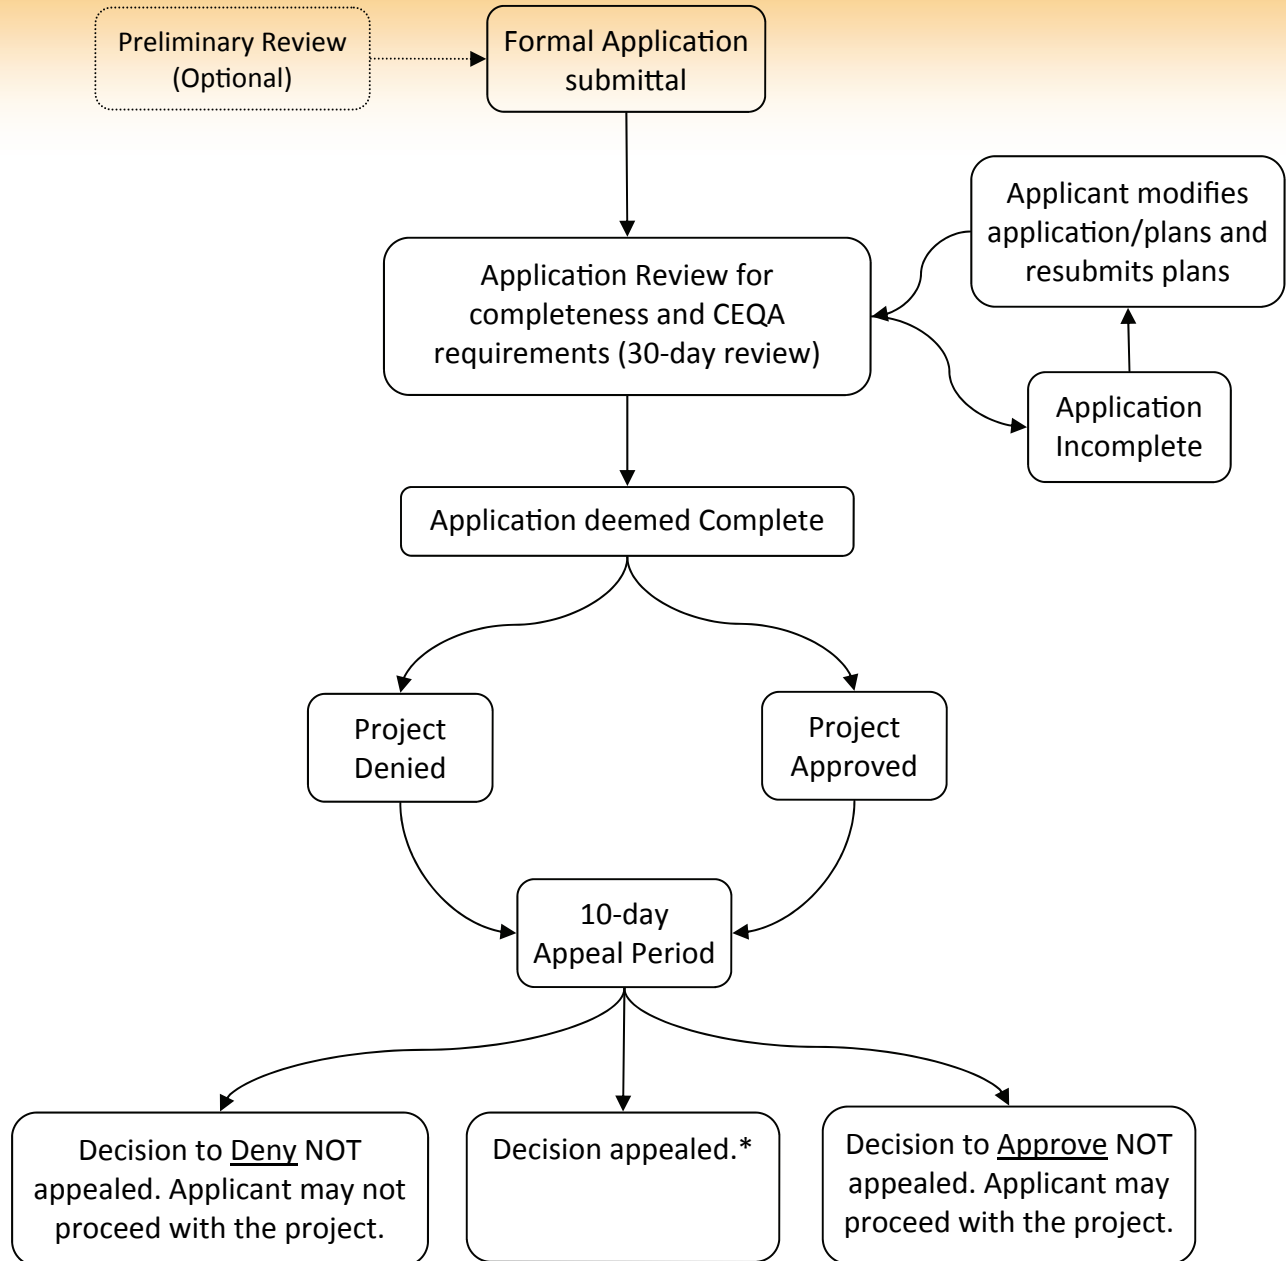 Preliminary Review
(Optional)
Formal Application
submittal
Applicant modifies
application/plans and
resubmits plans
Application Review for
completeness and CEQA
requirements (30-day review)
Application
Incomplete
Application deemed Complete
Project
Denied
Project
Approved
10-day
Appeal Period
Decision to Deny NOT
appealed. Applicant may not
proceed with the project.
Decision appealed.*
Decision to Approve NOT
appealed. Applicant may
proceed with the project.